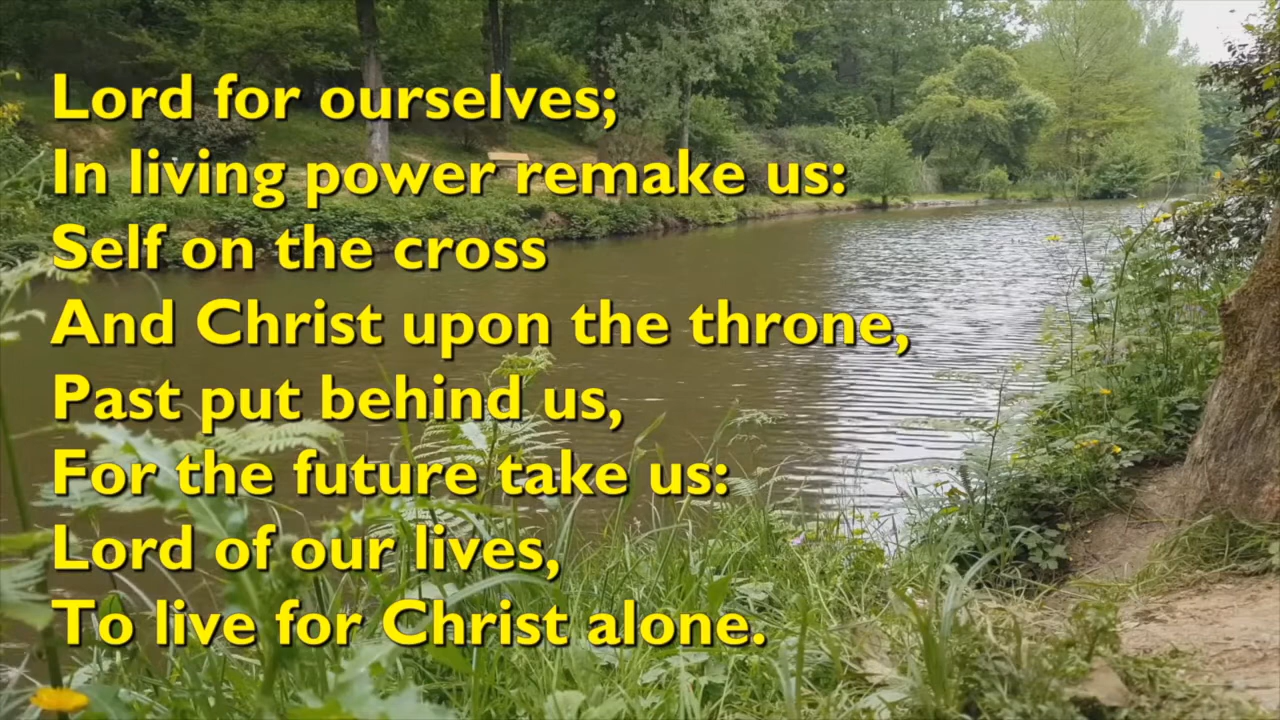 Lord for ourselves;
In living power remake us:
Self on the cross
And Christ upon the throne,
Past put behind us,
For the future take us:
Lord of our lives,
To live for Christ alone.